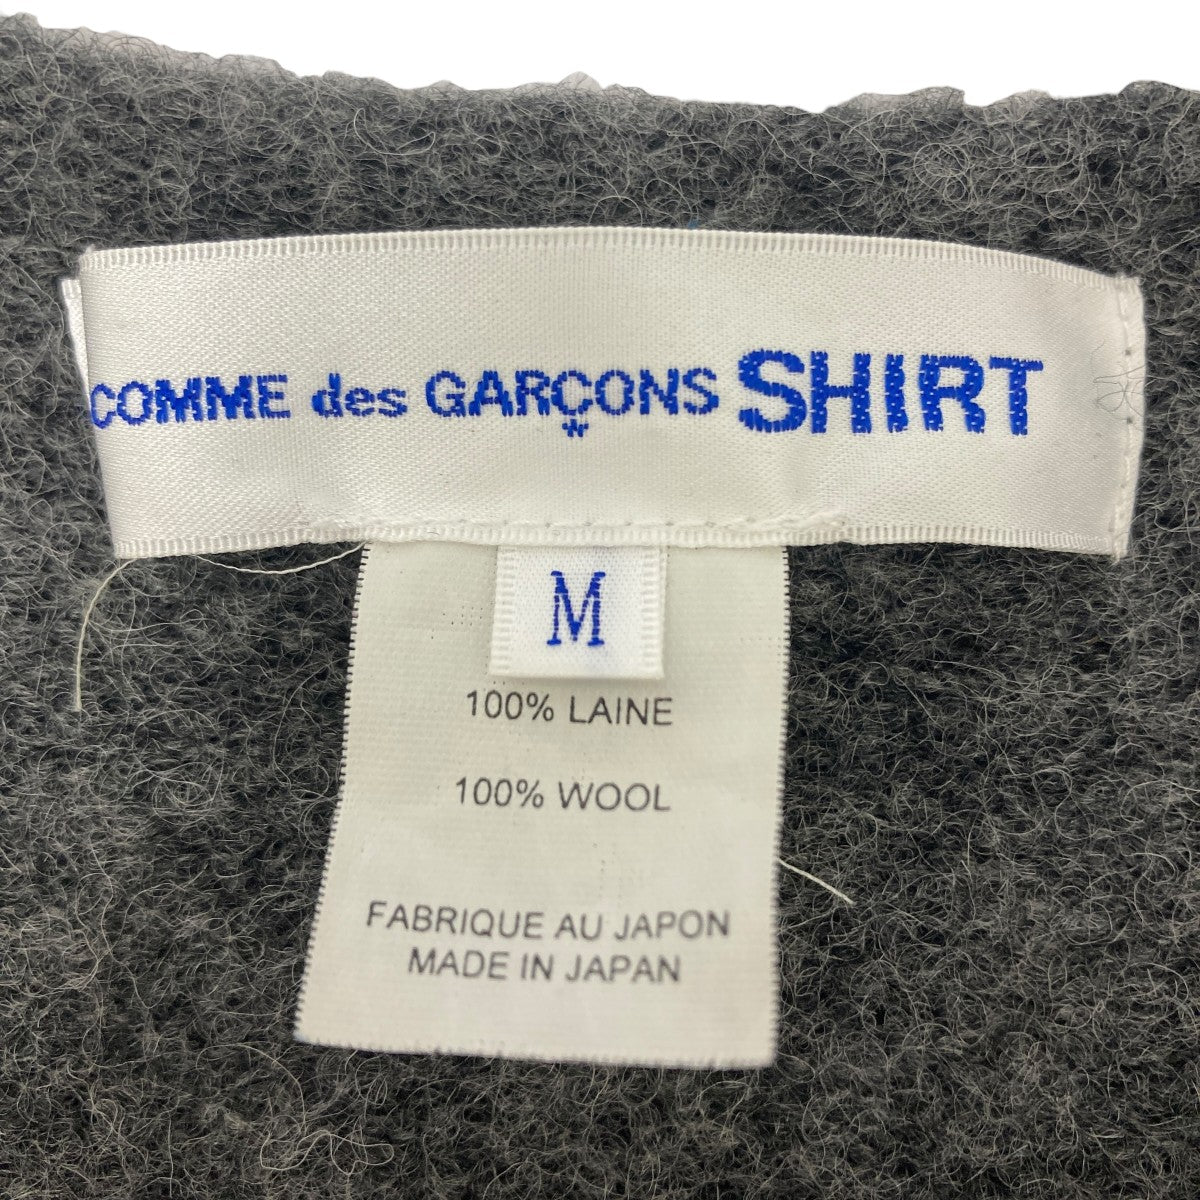 COMME des GARÇONS SHIRT
M
100% LAINE
100% WOOL
FABRIQUE AU JAPON
MADE IN JAPAN